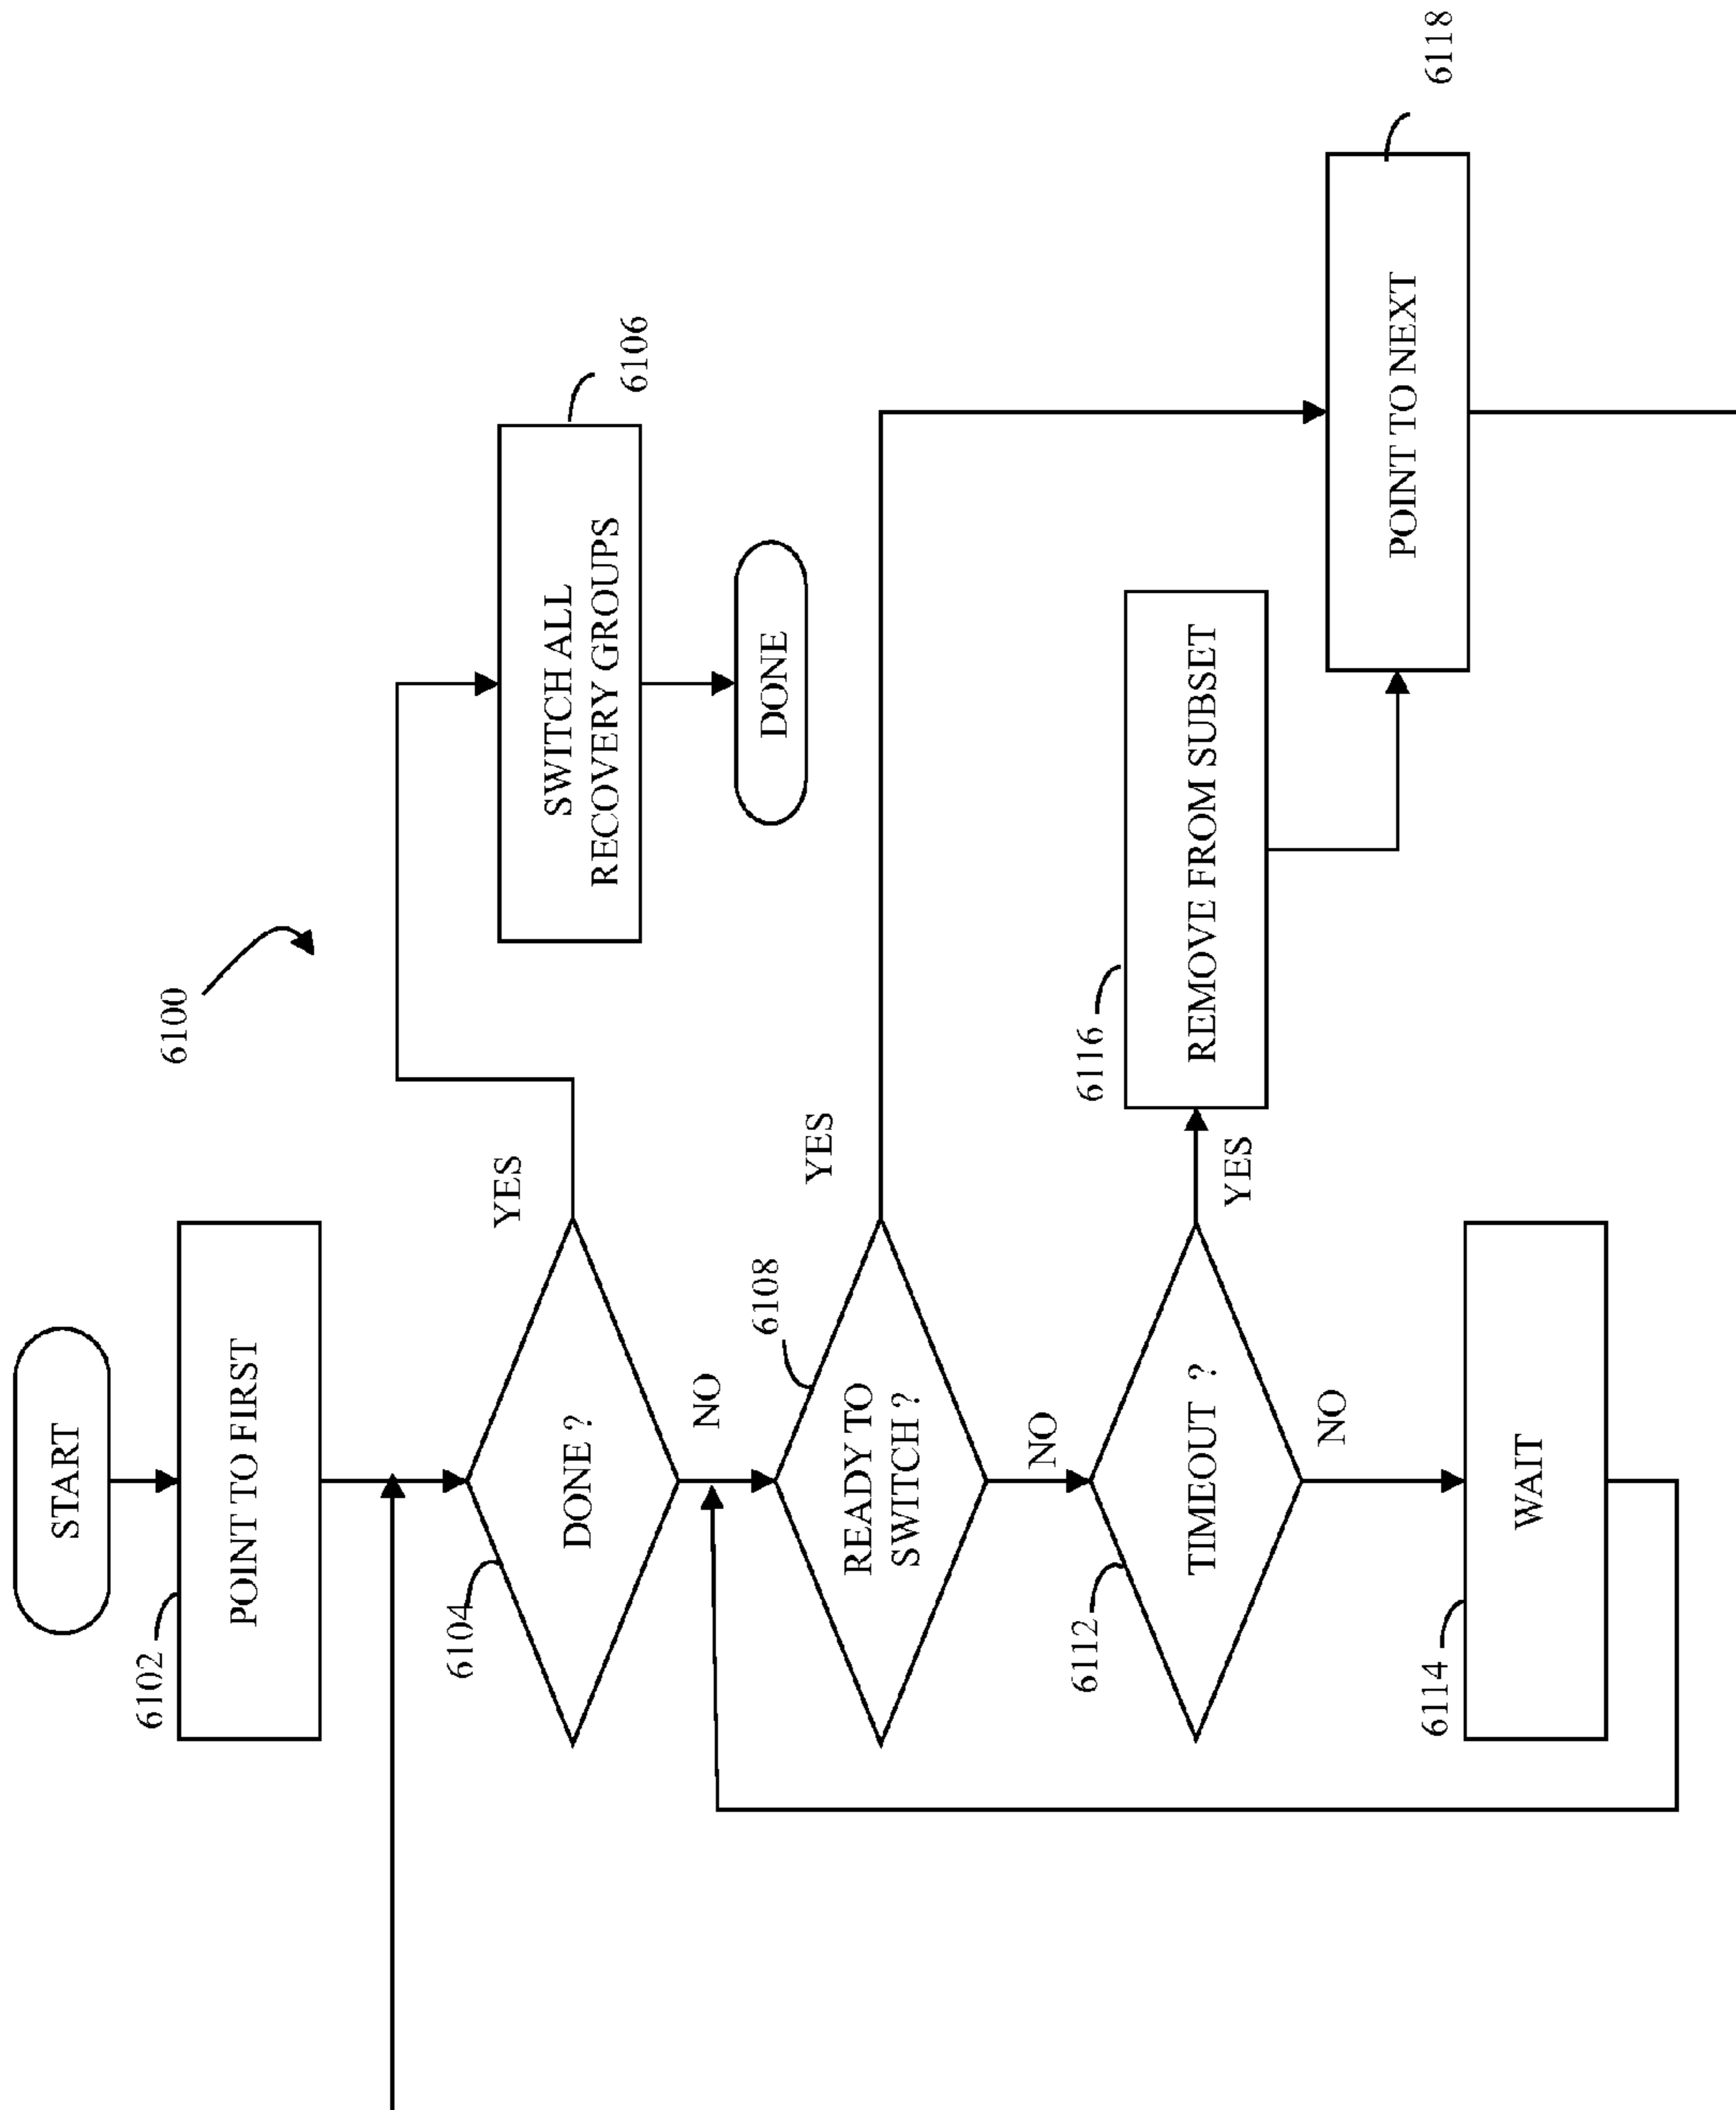 6100
START
6102
POINT TO FIRST
6104
DONE ?
YES
NO
SWITCH ALL
RECOVERY GROUPS
6106
DONE
6108
READY TO
SWITCH ?
YES
NO
6112
TIMEOUT ?
YES
NO
6116
REMOVE FROM SUBSET
POINT TO NEXT
6118
6114
WAIT